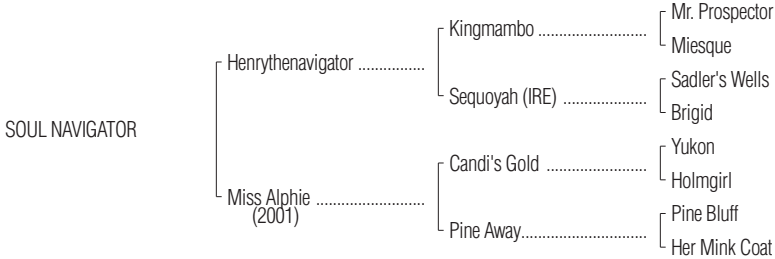 Mr. Prospector
Kingmambo ............................
Miesque
Henrythenavigator .................
Sadler's Wells
Sequoyah (IRE) .....................
Brigid
SOUL NAVIGATOR
Yukon
Candi's Gold .........................
Holmgirl
Miss Alphie ...........................
(2001)
Pine Bluff
Pine Away................................
Her Mink Coat